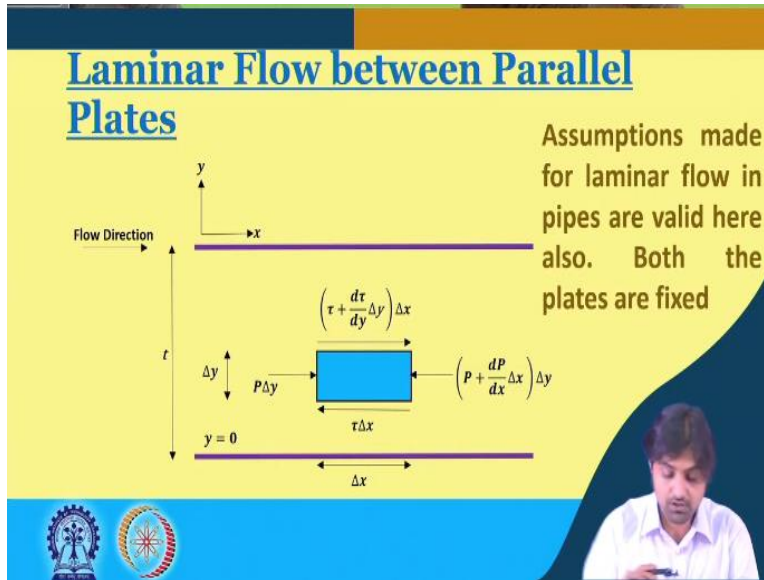 Laminar Flow between Parallel
Plates
Assumptions made
for laminar flow in
pipes are valid here
also. Both the
plates are fixed
y
x
Flow Direction
t
(τ + dτ/dy Δy) Δx
Δy
PΔy
(P + dP/dx Δx) Δy
τΔx
y = 0
Δx